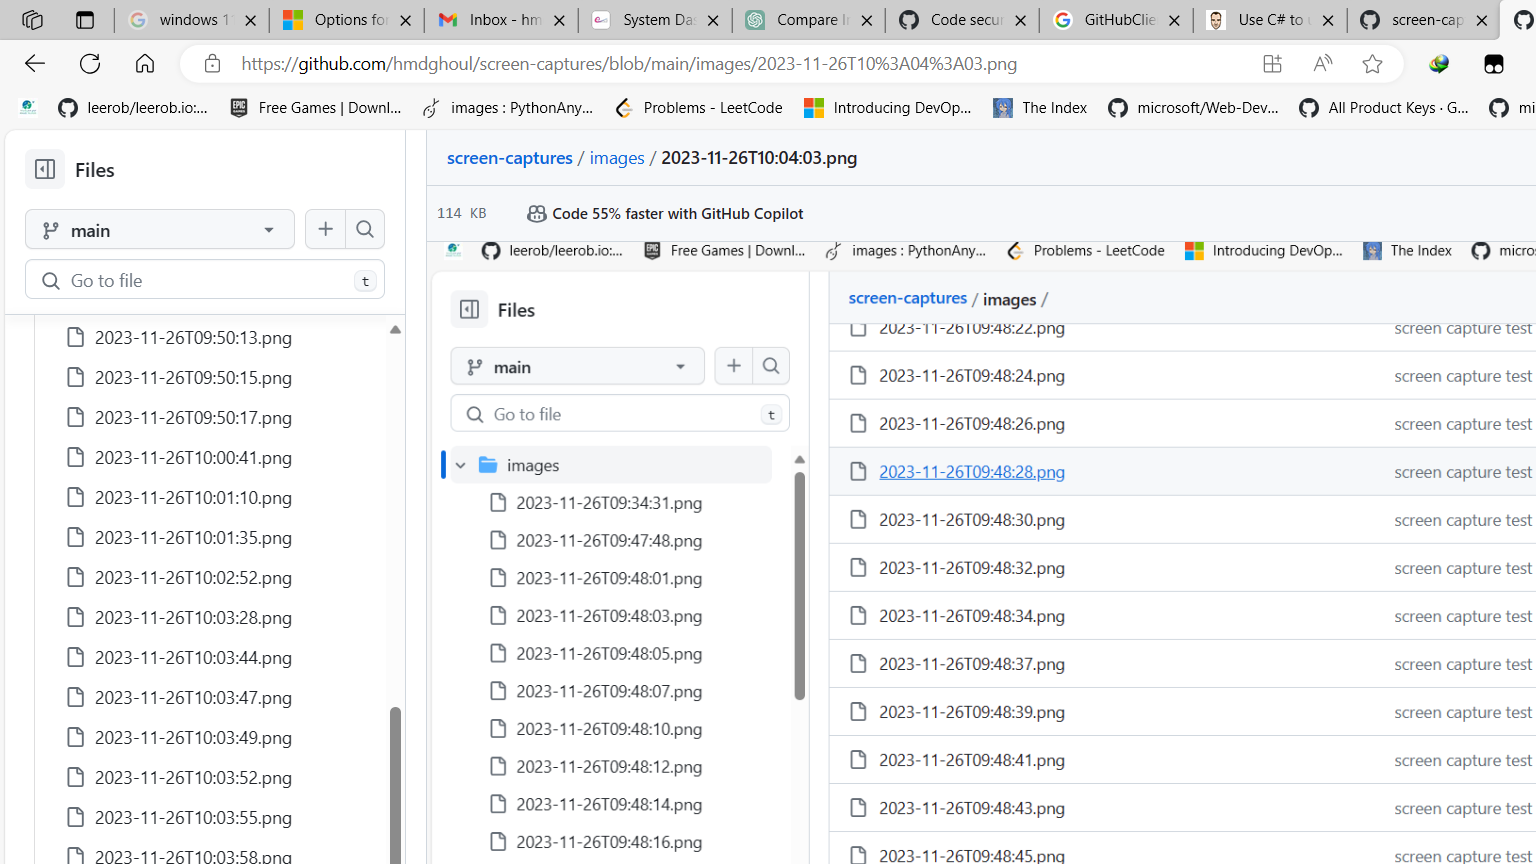 windows 1
Options fo
Inbox - hm
System Da
Compare I
Code secu
GitHubClie
Use C# to
screen-cap
https://github.com/hmdghoul/screen-captures/blob/main/images/2023-11-26T10%3A04%3A03.png
leerob/leerob.io:...
EPIC GAMES
Free Games | Downl...
images : PythonAny...
Problems - LeetCode
Introducing DevOp...
The Index
microsoft/Web-Dev...
All Product Keys · G...
mi
Files
main
Go to file
t
2023-11-26T09:50:13.png
2023-11-26T09:50:15.png
2023-11-26T09:50:17.png
2023-11-26T10:00:41.png
2023-11-26T10:01:10.png
2023-11-26T10:01:35.png
2023-11-26T10:02:52.png
2023-11-26T10:03:28.png
2023-11-26T10:03:44.png
2023-11-26T10:03:47.png
2023-11-26T10:03:49.png
2023-11-26T10:03:52.png
2023-11-26T10:03:55.png
2023-11-26T10:03:58.png
screen-captures / images / 2023-11-26T10:04:03.png
114 KB
Code 55% faster with GitHub Copilot
leerob/leerob.io:...
EPIC GAMES
Free Games | Downl...
images : PythonAny...
Problems - LeetCode
Introducing DevOp...
The Index
micros
Files
main
Go to file
t
images
2023-11-26T09:34:31.png
2023-11-26T09:47:48.png
2023-11-26T09:48:01.png
2023-11-26T09:48:03.png
2023-11-26T09:48:05.png
2023-11-26T09:48:07.png
2023-11-26T09:48:10.png
2023-11-26T09:48:12.png
2023-11-26T09:48:14.png
2023-11-26T09:48:16.png
screen-captures / images /
2023-11-26T09:48:22.png screen capture test
2023-11-26T09:48:24.png screen capture test
2023-11-26T09:48:26.png screen capture test
2023-11-26T09:48:28.png screen capture test
2023-11-26T09:48:30.png screen capture test
2023-11-26T09:48:32.png screen capture test
2023-11-26T09:48:34.png screen capture test
2023-11-26T09:48:37.png screen capture test
2023-11-26T09:48:39.png screen capture test
2023-11-26T09:48:41.png screen capture test
2023-11-26T09:48:43.png screen capture test
2023-11-26T09:48:45.png screen capture test